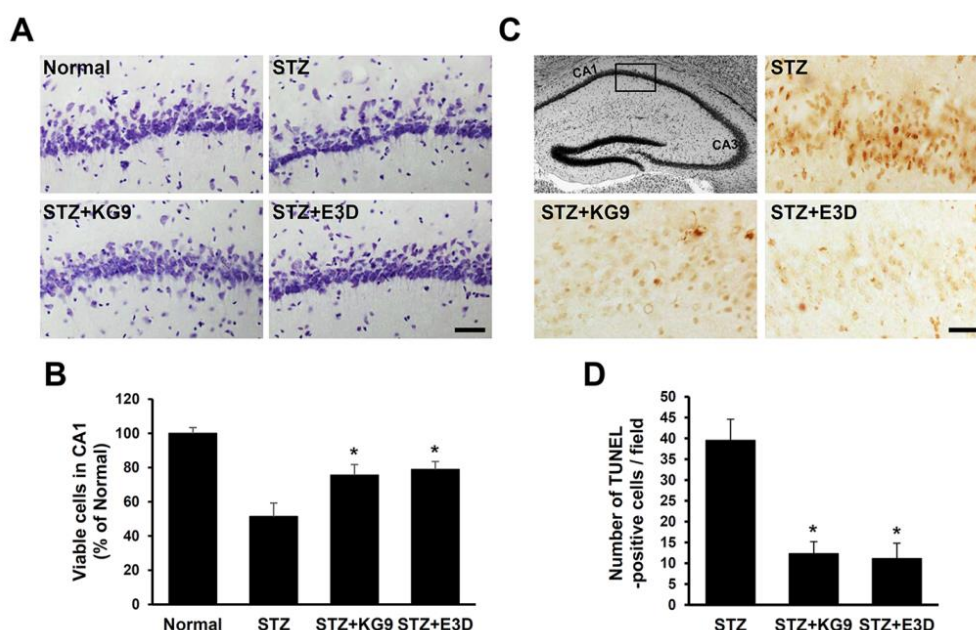 A
Normal
STZ
STZ+KG9
STZ+E3D
C
CA1
CA3
STZ
STZ+KG9
STZ+E3D
B
Viable cells in CA1
(% of Normal)
120
100
80
60
40
20
0
*
*
Normal STZ STZ+KG9 STZ+E3D
D
Number of TUNEL
-positive cells / field
50
45
40
35
30
25
20
15
10
5
0
*
*
STZ STZ+KG9 STZ+E3D